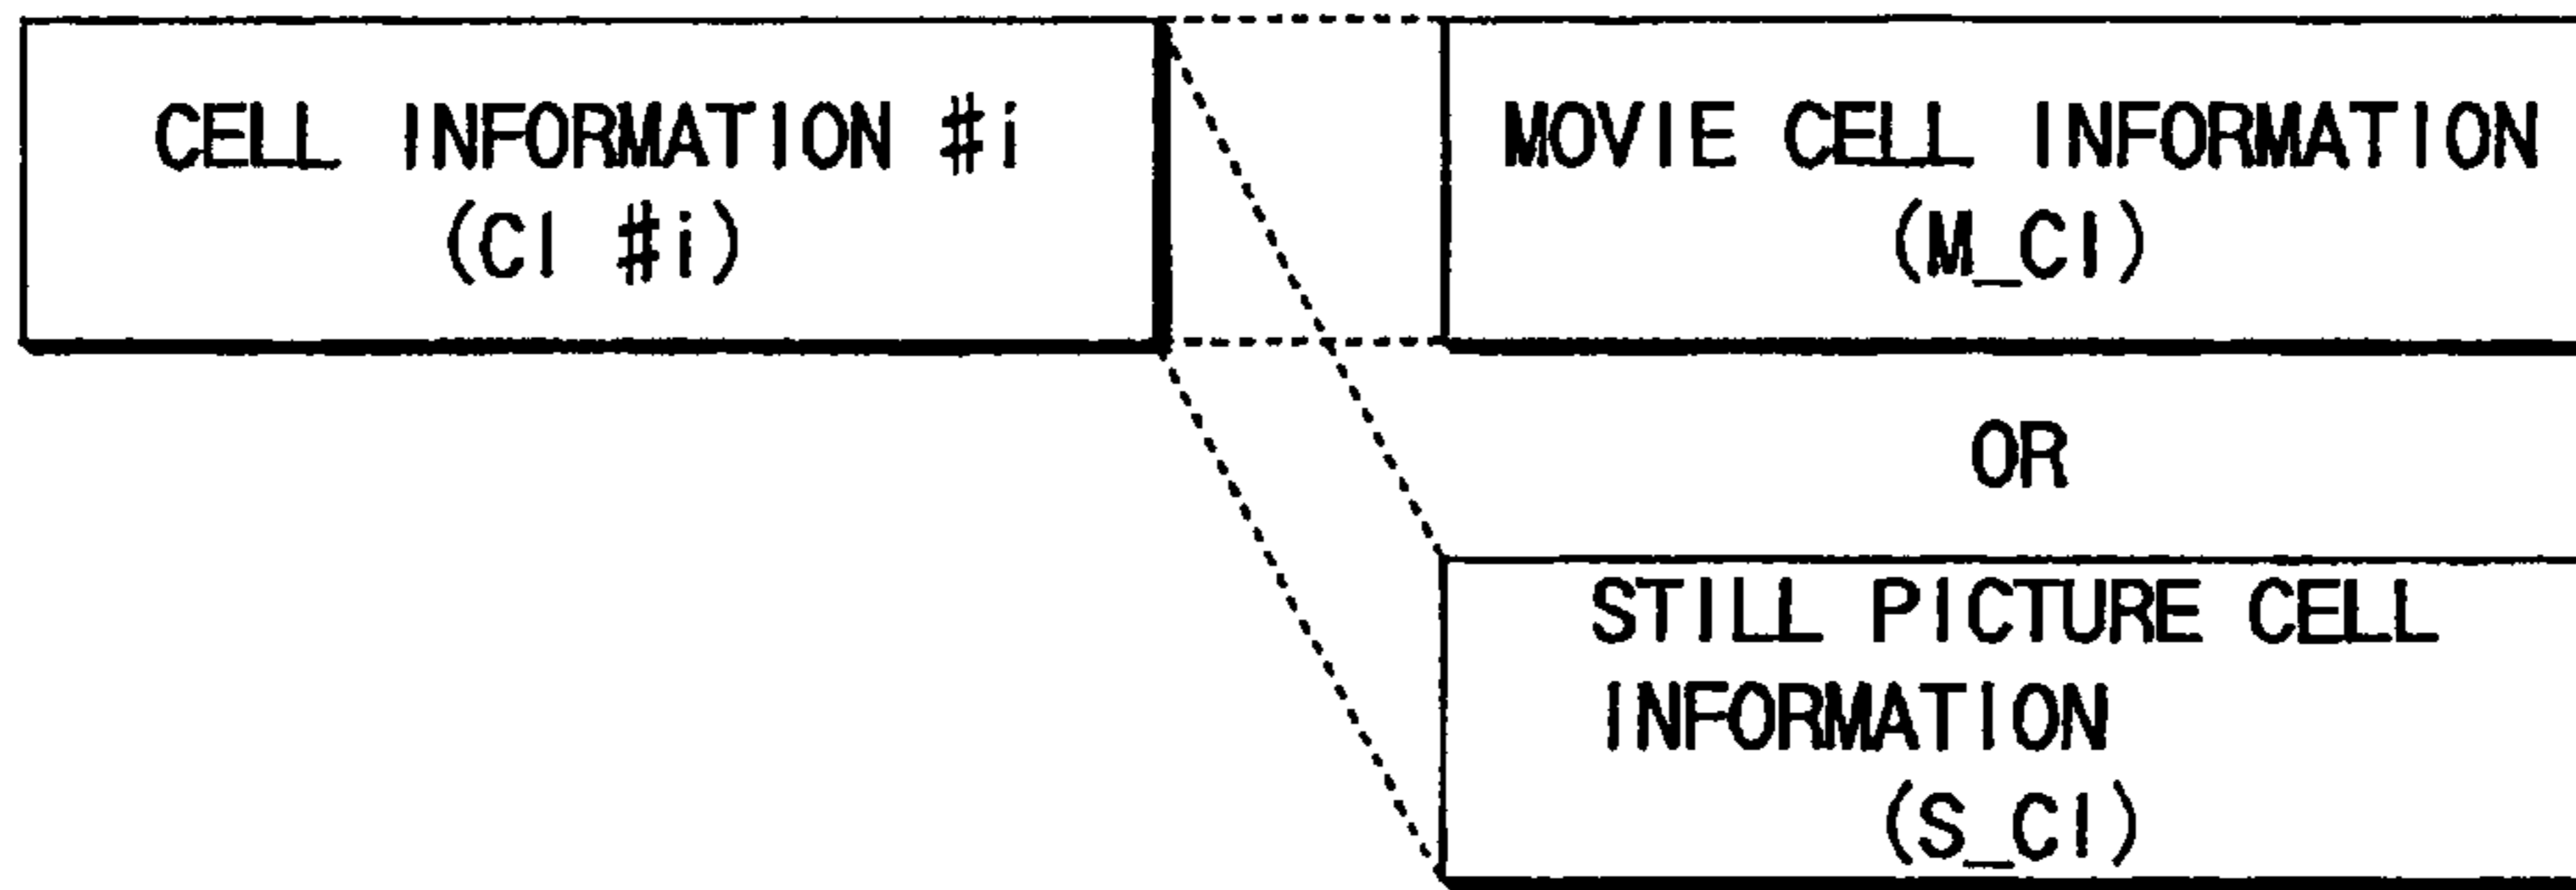 CELL INFORMATION #i
(CI #i)
MOVIE CELL INFORMATION
(M_CI)
OR
STILL PICTURE CELL
INFORMATION
(S_CI)